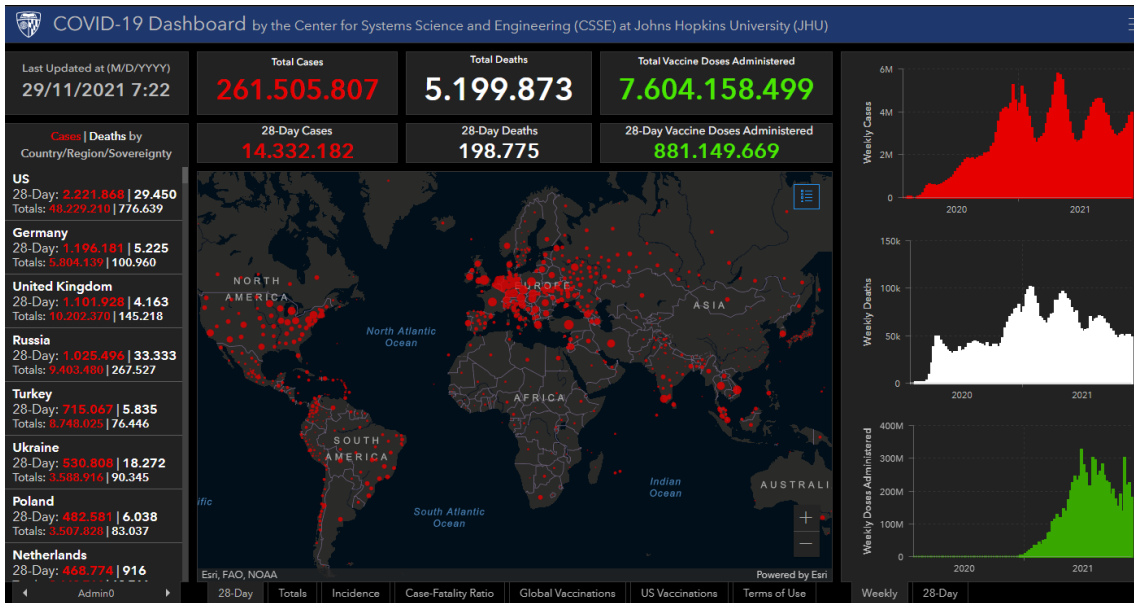 COVID-19 Dashboard by the Center for Systems Science and Engineering (CSSE) at Johns Hopkins University (JHU)
Last Updated at (M/D/YYYY)
29/11/2021 7:22
Total Cases
261.505.807
Total Deaths
5.199.873
Total Vaccine Doses Administered
7.604.158.499
28-Day Cases
14.332.182
28-Day Deaths
198.775
28-Day Vaccine Doses Administered
881.149.669
Cases | Deaths by
Country/Region/Sovereignty
US
28-Day: 2.221.868 | 29.450
Totals: 48.229.210 | 776.639
Germany
28-Day: 1.196.181 | 5.225
Totals: 5.804.139 | 100.960
United Kingdom
28-Day: 1.101.928 | 4.163
Totals: 10.202.370 | 145.218
Russia
28-Day: 1.025.496 | 33.333
Totals: 9.403.480 | 267.527
Turkey
28-Day: 715.067 | 5.835
Totals: 8.748.025 | 76.446
Ukraine
28-Day: 530.808 | 18.272
Totals: 3.588.916 | 90.345
Poland
28-Day: 482.581 | 6.038
Totals: 3.507.828 | 83.037
Netherlands
28-Day: 468.774 | 916
Admin0
NORTH
AMERICA
EUROPE
ASIA
North Atlantic
Ocean
AFRICA
SOUTH
AMERICA
Indian
Ocean
AUSTRALI
ific
South Atlantic
Ocean
+
−
Esri, FAO, NOAA
Powered by Esri
28-Day
Totals
Incidence
Case-Fatality Ratio
Global Vaccinations
US Vaccinations
Terms of Use
Weekly Cases
6M
4M
2M
0
2020
2021
Weekly Deaths
150k
100k
50k
0
2020
2021
Weekly Doses Administered
400M
300M
200M
100M
0
2020
2021
Weekly
28-Day